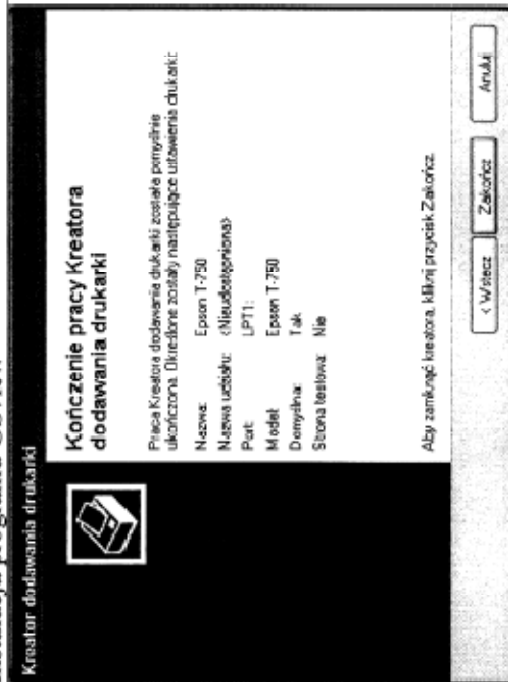 Kreator dodawania drukarki
Kończenie pracy Kreatora
dodawania drukarki
Praca Kreatora dodawania drukarki została pomyślnie
ukończona. Określone zostały następujące ustawienia drukarki:
Nazwa: Epson T-750
Nazwa udziału: <Nieudostępniona>
Port: LPT1:
Model: Epson T-750
Domyślna: Tak
Strona testowa: Nie
Aby zamknąć kreatora, kliknij przycisk Zakończ.
< Wstecz
Zakończ
Anuluj